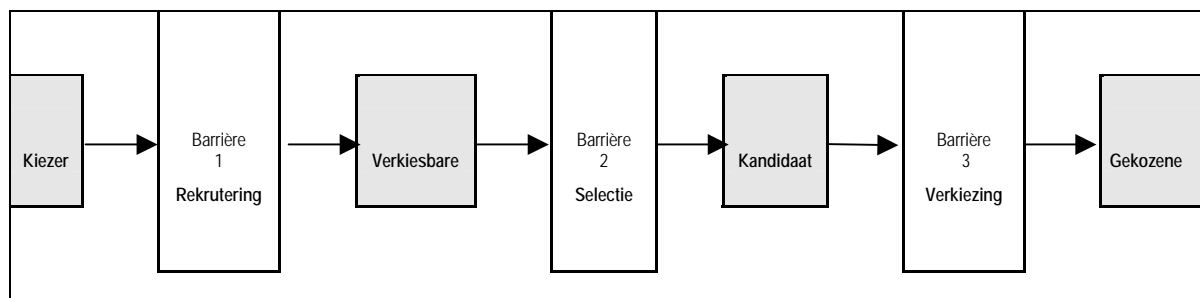 Kiezer
Barrière
1
Rekrutering
Verkiesbare
Barrière
2
Selectie
Kandidaat
Barrière
3
Verkiezing
Gekozene